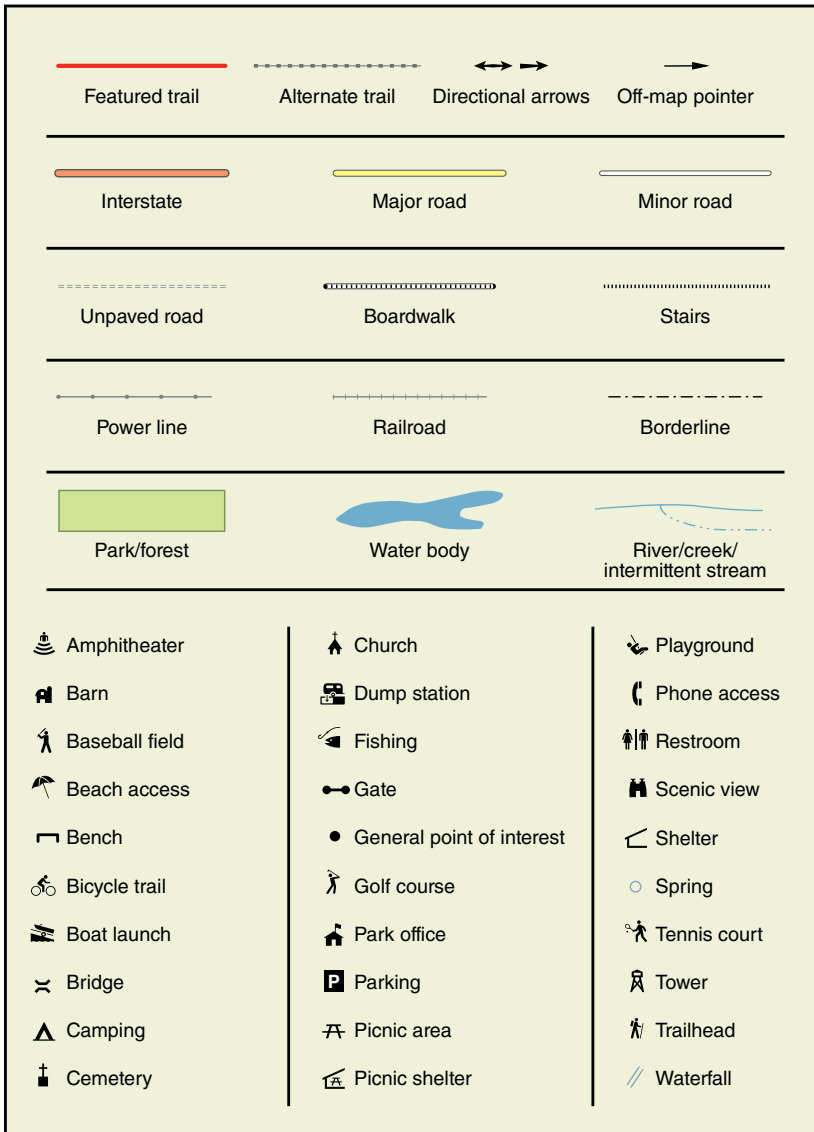 Featured trail
Alternate trail
Directional arrows
Off-map pointer
Interstate
Major road
Minor road
Unpaved road
Boardwalk
Stairs
Power line
Railroad
Borderline
Park/forest
Water body
River/creek/
intermittent stream
Amphitheater
Barn
Baseball field
Beach access
Bench
Bicycle trail
Boat launch
Bridge
Camping
Cemetery
Church
Dump station
Fishing
Gate
General point of interest
Golf course
Park office
P Parking
Picnic area
Picnic shelter
Playground
Phone access
Restroom
Scenic view
Shelter
Spring
Tennis court
Tower
Trailhead
Waterfall